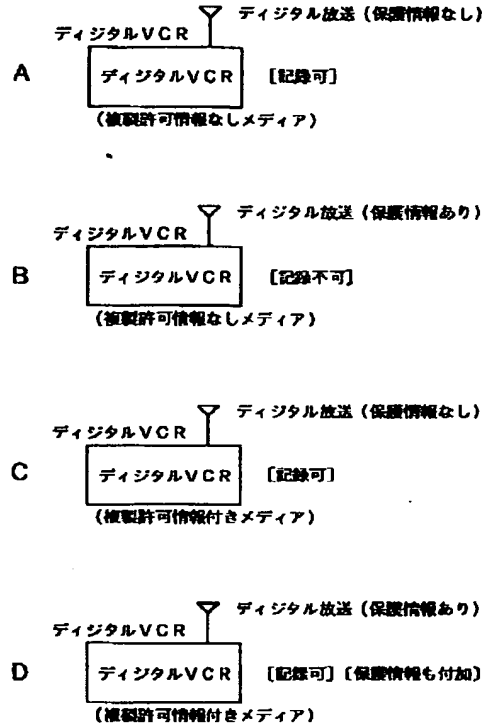 ディジタル放送（保護情報なし）
ディジタルVCR
A
ディジタルVCR
［記録可］
（複製許可情報なしメディア）
ディジタル放送（保護情報あり）
ディジタルVCR
B
ディジタルVCR
［記録不可］
（複製許可情報なしメディア）
ディジタル放送（保護情報なし）
ディジタルVCR
C
ディジタルVCR
［記録可］
（複製許可情報付きメディア）
ディジタル放送（保護情報あり）
ディジタルVCR
D
ディジタルVCR
［記録可］〔保護情報も付加〕
（複製許可情報付きメディア）